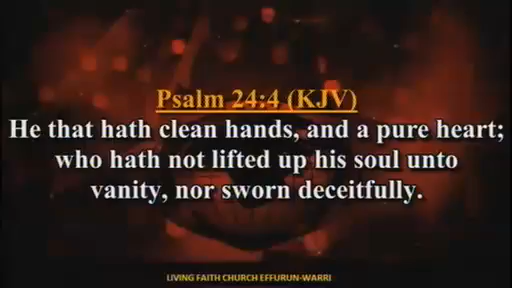 Psalm 24:4 (KJV)
He that hath clean hands, and a pure heart;
who hath not lifted up his soul unto
vanity, nor sworn deceitfully.
LIVING FAITH CHURCH EFFURUN-WARRI